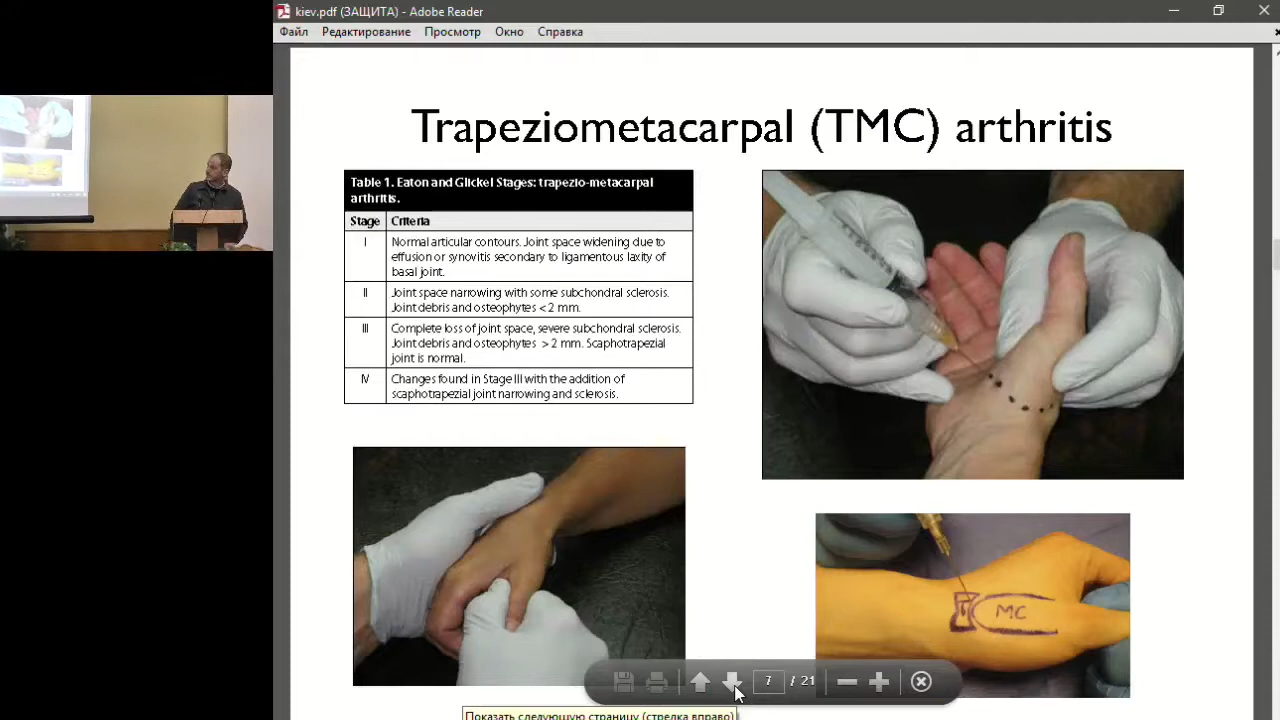 kiev.pdf (ЗАЩИТА) - Adobe Reader
Файл Редактирование Просмотр Окно Справка
Trapeziometacarpal (TMC) arthritis
Table 1. Eaton and Glickel Stages: trapezio-metacarpal
arthritis.
Stage Criteria
I Normal articular contours. Joint space widening due to
effusion or synovitis secondary to ligamentous laxity of
basal joint.
II Joint space narrowing with some subchondral sclerosis.
Joint debris and osteophytes < 2 mm.
III Complete loss of joint space, severe subchondral sclerosis.
Joint debris and osteophytes > 2 mm. Scaphotrapezial
joint is normal.
IV Changes found in Stage III with the addition of
scaphotrapezial joint narrowing and sclerosis.
MC
7 / 21
Показать следующую страницу (стрелка вправо)